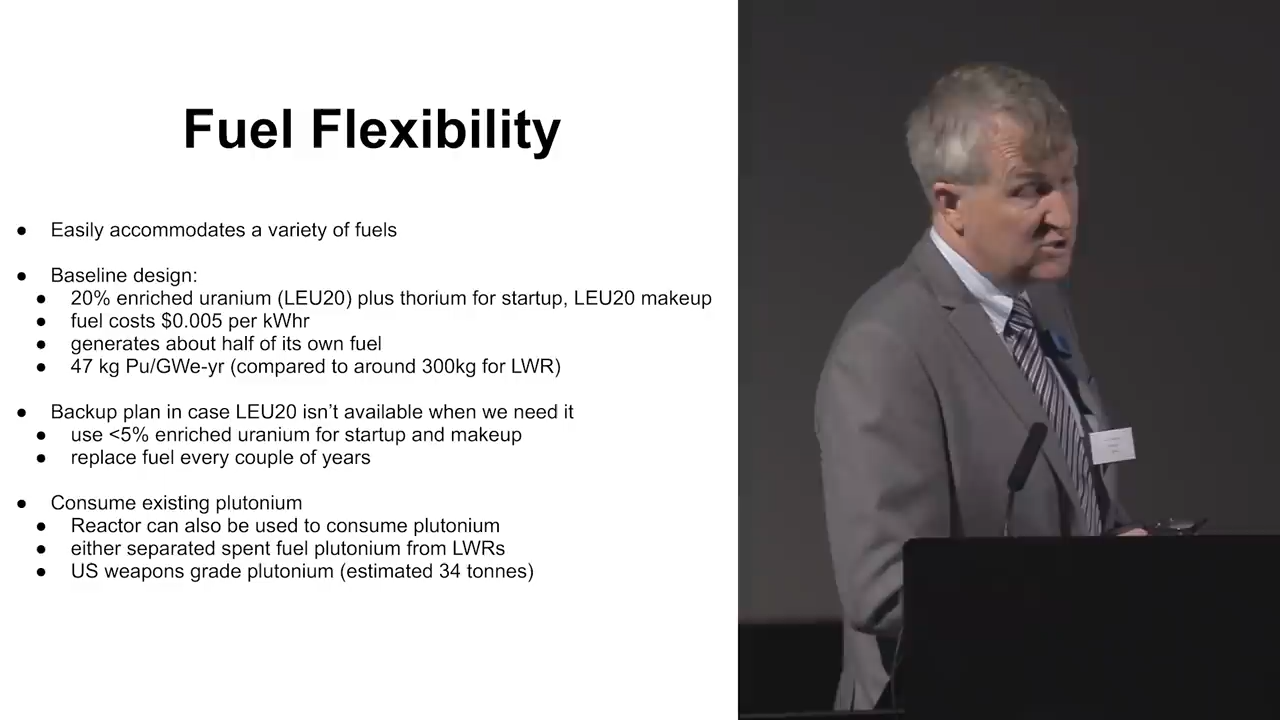 Fuel Flexibility
● Easily accommodates a variety of fuels
● Baseline design:
● 20% enriched uranium (LEU20) plus thorium for startup, LEU20 makeup
● fuel costs $0.005 per kWhr
● generates about half of its own fuel
● 47 kg Pu/GWe-yr (compared to around 300kg for LWR)
● Backup plan in case LEU20 isn’t available when we need it
● use <5% enriched uranium for startup and makeup
● replace fuel every couple of years
● Consume existing plutonium
● Reactor can also be used to consume plutonium
● either separated spent fuel plutonium from LWRs
● US weapons grade plutonium (estimated 34 tonnes)